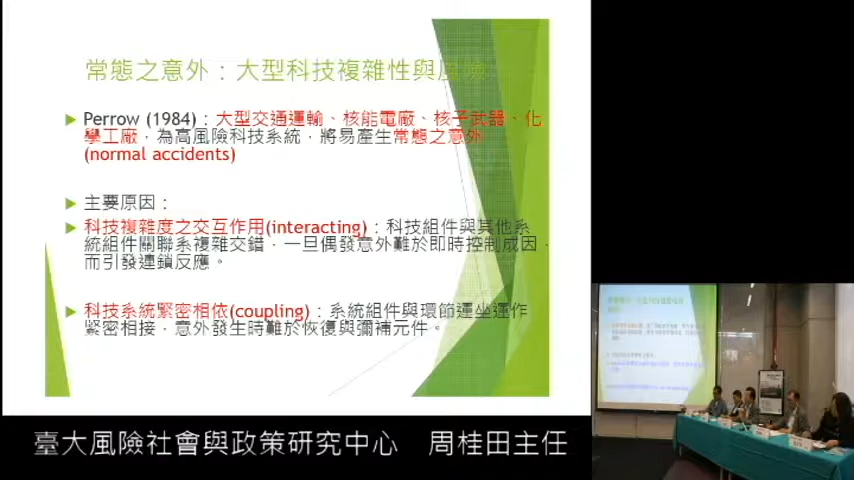 常態之意外：大型科技複雜性與風險
Perrow (1984)：大型交通運輸、核能電廠、核子武器、化
學工廠，為高風險科技系統，將易產生常態之意外
(normal accidents)
主要原因：
科技複雜度之交互作用(interacting)：科技組件與其他系
統組件關聯系複雜交錯，一旦偶發意外難於即時控制成因，
而引發連鎖反應。
科技系統緊密相依(coupling)：系統組件與環節運坐運作
緊密相接，意外發生時難於恢復與彌補元件。
臺大風險社會與政策研究中心 周桂田主任